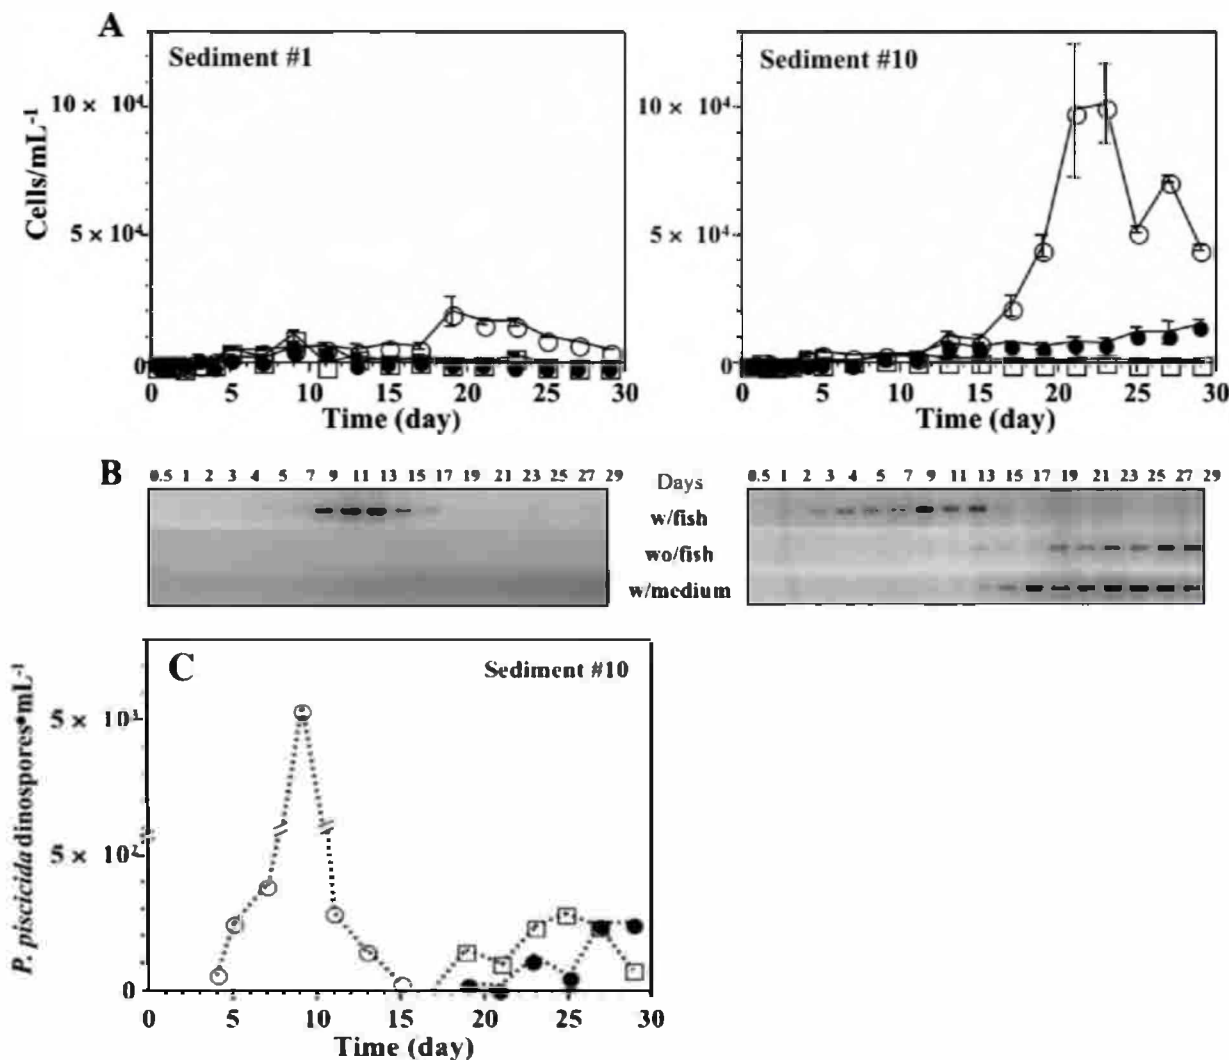 A
Sediment #1
Sediment #10
Cells/mL⁻¹
10 × 10⁴
5 × 10⁴
0
0 5 10 15 20 25 30
Time (day)
10 × 10⁴
5 × 10⁴
0
0 5 10 15 20 25 30
Time (day)
B
0.5 1 2 3 4 5 7 9 11 13 15 17 19 21 23 25 27 29
Days
0.5 1 2 3 4 5 7 9 11 13 15 17 19 21 23 25 27 29
w/fish
wo/fish
w/medium
C
Sediment #10
P. piscicida dinospores•mL⁻¹
5 × 10³
5 × 10²
0
0 5 10 15 20 25 30
Time (day)